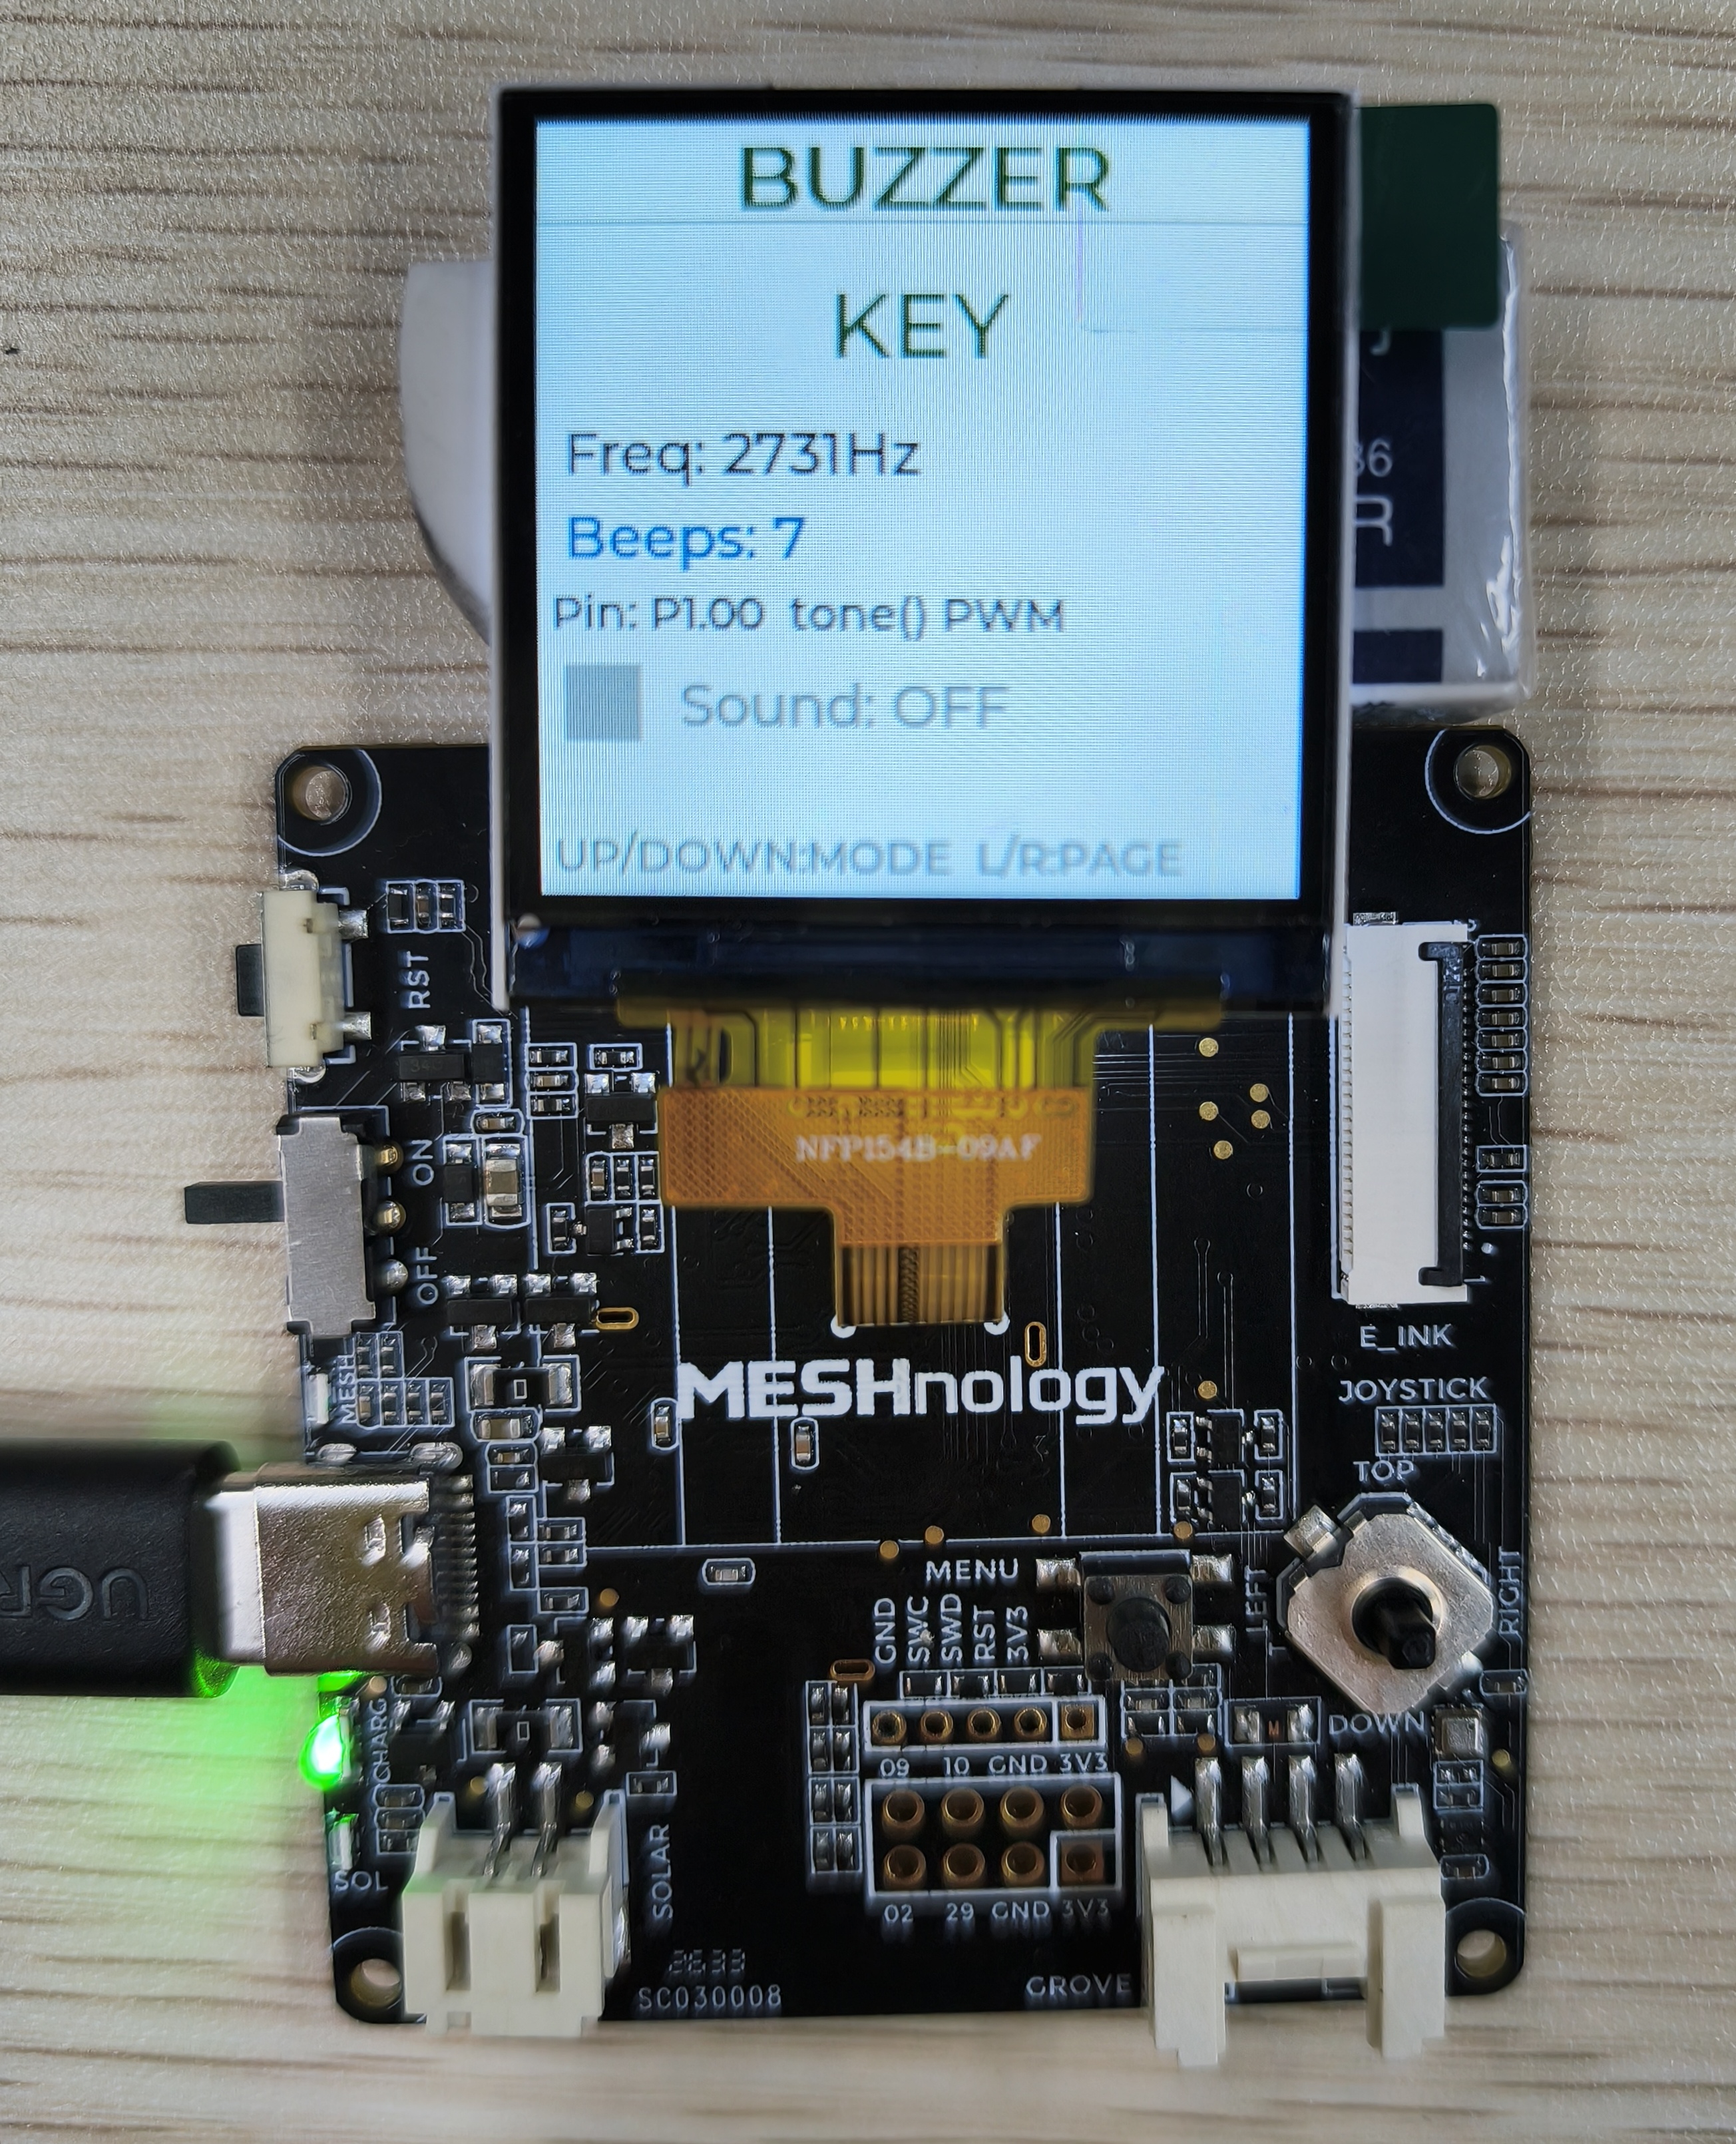 BUZZER
KEY
Freq: 2731Hz
Beeps: 7
Pin: P1.00 tone() PWM
Sound: OFF
UP/DOWN:MODE L/R:PAGE
36
R
RST
ON
OFF
NFP154B-09AF
E_INK
MESH
MESHnology
JOYSTICK
TOP
MENU
LEFT
RIGHT
GND
SWC
SWD
RST
3V3
DOWN
09 10 GND 3V3
02 29 GND 3V3
CHARG
SOL
SOLAR
GROVE
SC030008